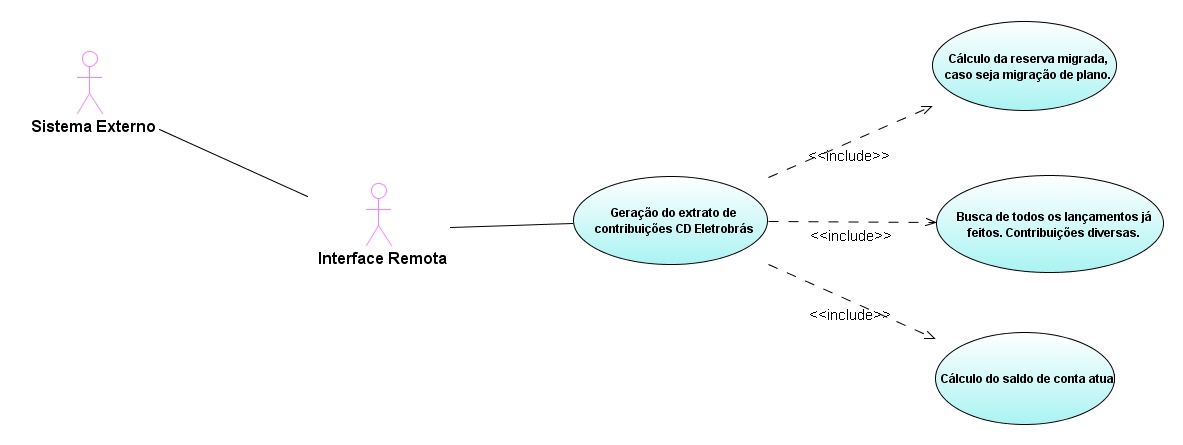 Sistema Externo
Interface Remota
Geração do extrato de
contribuições CD Eletrobrás
<<include>>
<<include>>
<<include>>
Cálculo da reserva migrada,
caso seja migração de plano.
Busca de todos os lançamentos já
feitos. Contribuições diversas.
Cálculo do saldo de conta atua